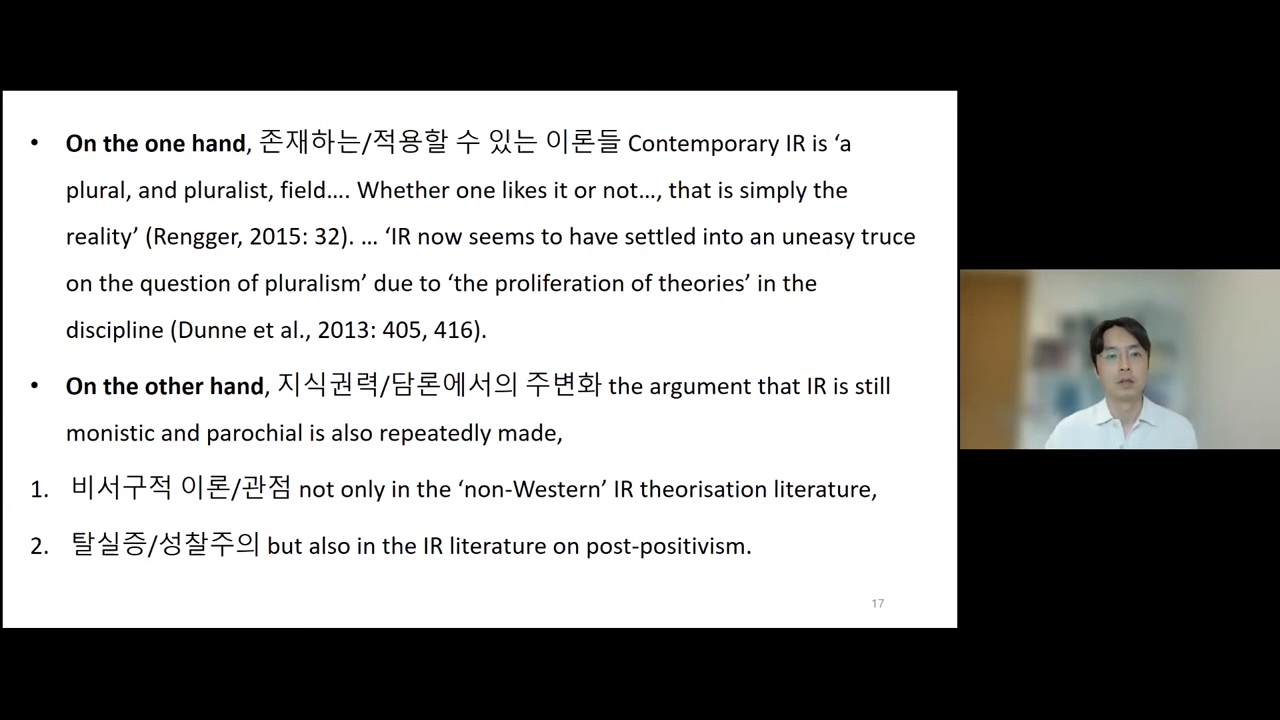 • On the one hand, 존재하는/적용할 수 있는 이론들 Contemporary IR is ‘a
plural, and pluralist, field…. Whether one likes it or not…, that is simply the
reality’ (Rengger, 2015: 32). … ‘IR now seems to have settled into an uneasy truce
on the question of pluralism’ due to ‘the proliferation of theories’ in the
discipline (Dunne et al., 2013: 405, 416).
• On the other hand, 지식권력/담론에서의 주변화 the argument that IR is still
monistic and parochial is also repeatedly made,
1. 비서구적 이론/관점 not only in the ‘non-Western’ IR theorisation literature,
2. 탈실증/성찰주의 but also in the IR literature on post-positivism.
17